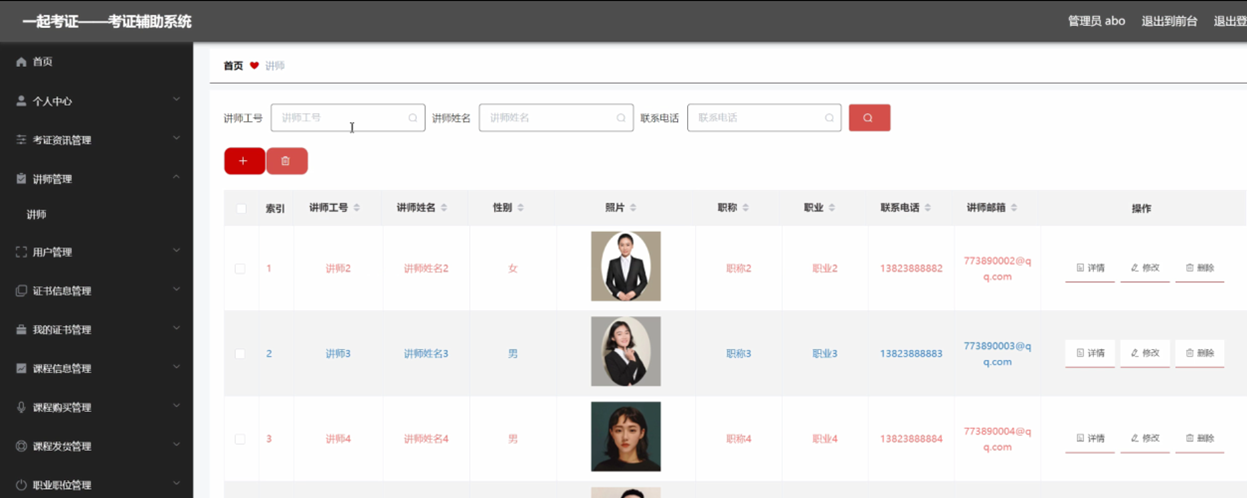 一起考证——考证辅助系统 管理员 abo 退出到前台 退出登
首页
个人中心
考证资讯管理
讲师管理
讲师
用户管理
证书信息管理
我的证书管理
课程信息管理
课程购买管理
课程发货管理
职业职位管理
首页 讲师
讲师工号 讲师工号 讲师姓名 讲师姓名 联系电话 联系电话
索引 讲师工号 讲师姓名 性别 照片 职称 职业 联系电话 讲师邮箱 操作
1 讲师2 讲师姓名2 女 职称2 职业2 13823888882 773890002@q 详情 修改 删除
q.com
2 讲师3 讲师姓名3 男 职称3 职业3 13823888883 773890003@q 详情 修改 删除
q.com
3 讲师4 讲师姓名4 男 职称4 职业4 13823888884 773890004@q 详情 修改 删除
q.com